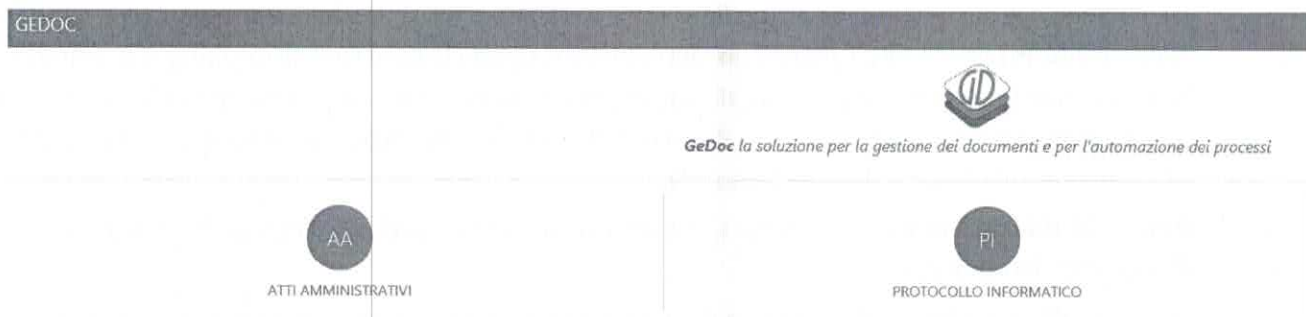 GEDOC
GD
GeDoc la soluzione per la gestione dei documenti e per l'automazione dei processi
AA
ATTI AMMINISTRATIVI
PI
PROTOCOLLO INFORMATICO